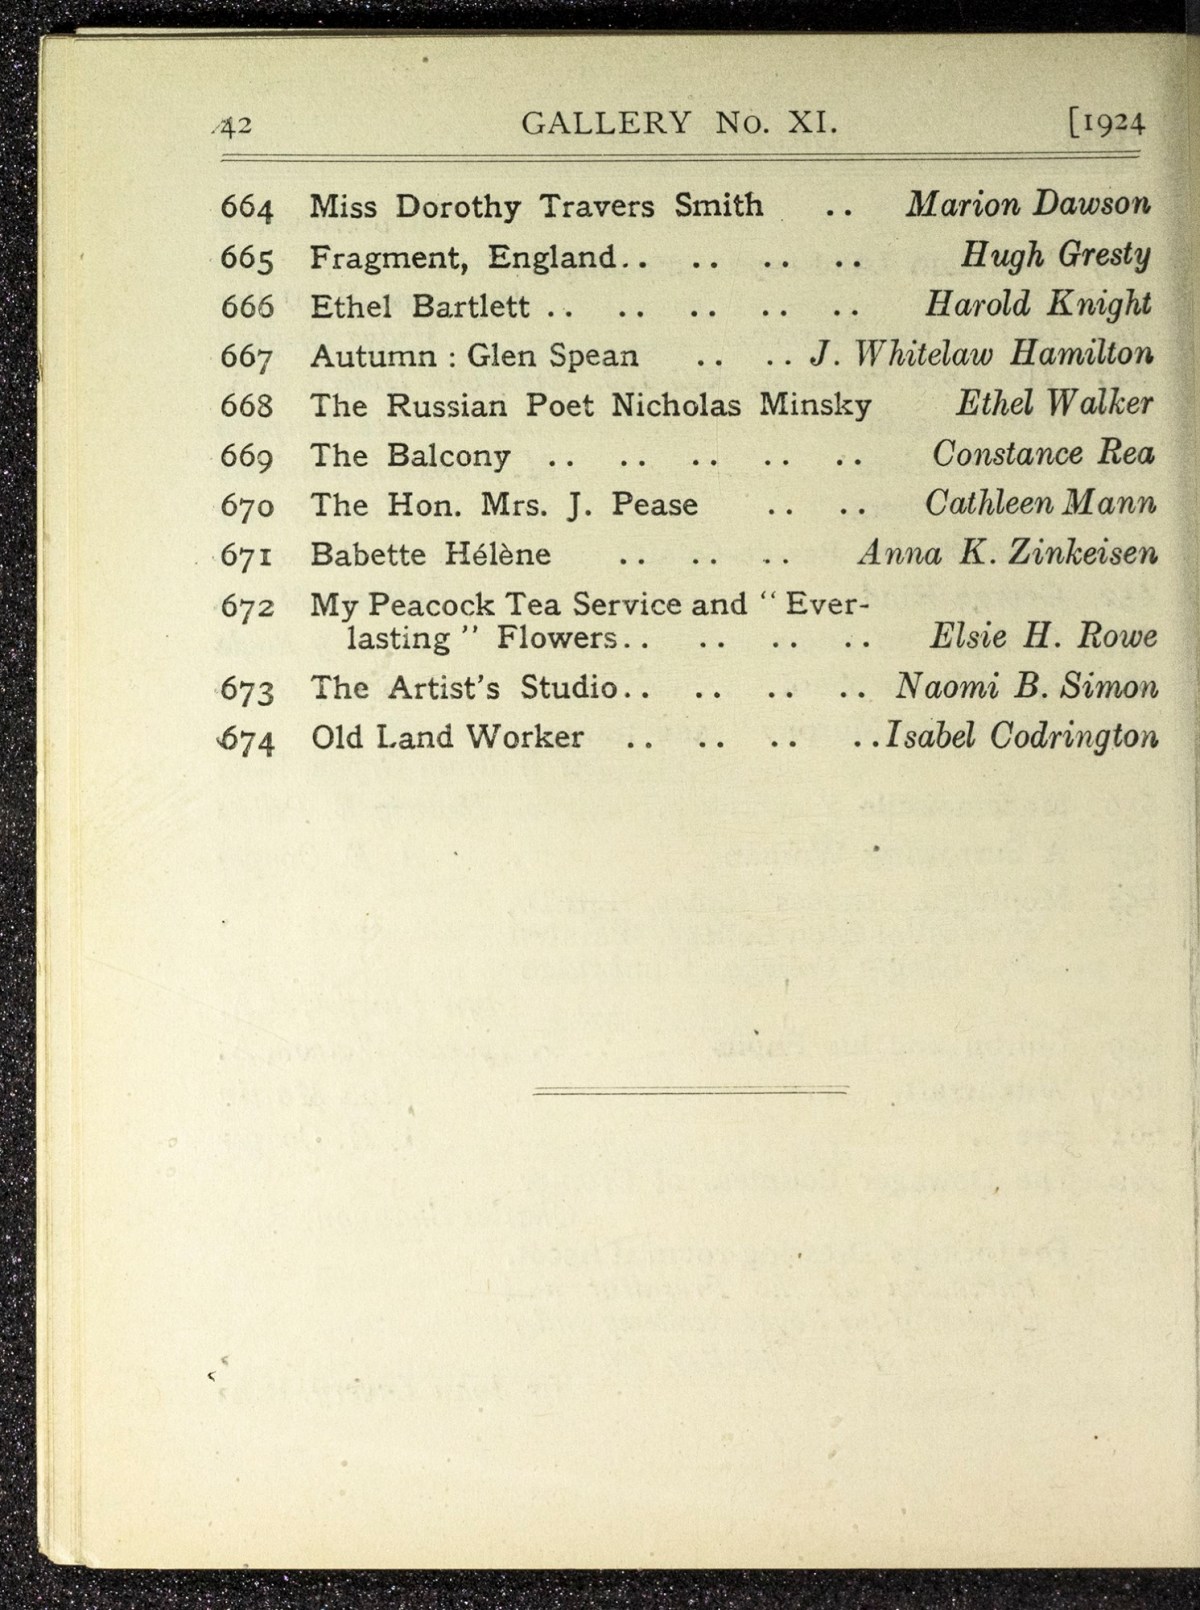 42 GALLERY No. XI. [1924
664 Miss Dorothy Travers Smith .. Marion Dawson
665 Fragment, England.. .. .. .. Hugh Gresty
666 Ethel Bartlett .. .. .. .. .. Harold Knight
667 Autumn : Glen Spean .. .. J. Whitelaw Hamilton
668 The Russian Poet Nicholas Minsky Ethel Walker
669 The Balcony .. .. .. .. .. Constance Rea
670 The Hon. Mrs. J. Pease .. .. Cathleen Mann
671 Babette Hélène .. .. .. Anna K. Zinkeisen
672 My Peacock Tea Service and “ Ever-
lasting ” Flowers.. .. .. .. Elsie H. Rowe
673 The Artist's Studio.. .. .. .. Naomi B. Simon
674 Old Land Worker .. .. .. ..Isabel Codrington